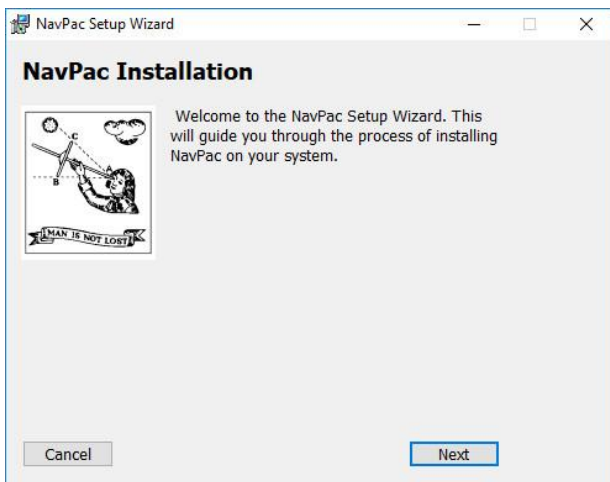 NavPac Setup Wizard
NavPac Installation
Welcome to the NavPac Setup Wizard. This
will guide you through the process of installing
NavPac on your system.
C
A
B
MAN IS NOT LOST
Cancel
Next